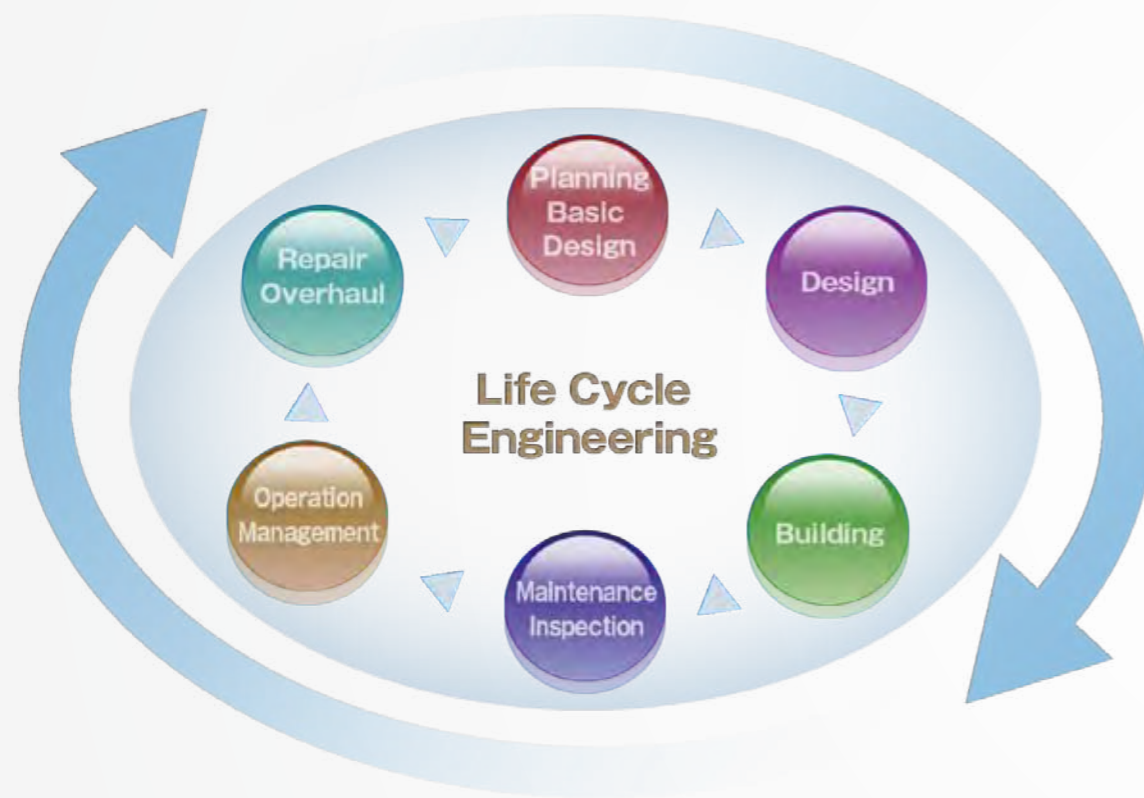 Planning
Basic
Design
Design
Building
Maintenance
Inspection
Operation
Management
Repair
Overhaul
Life Cycle
Engineering